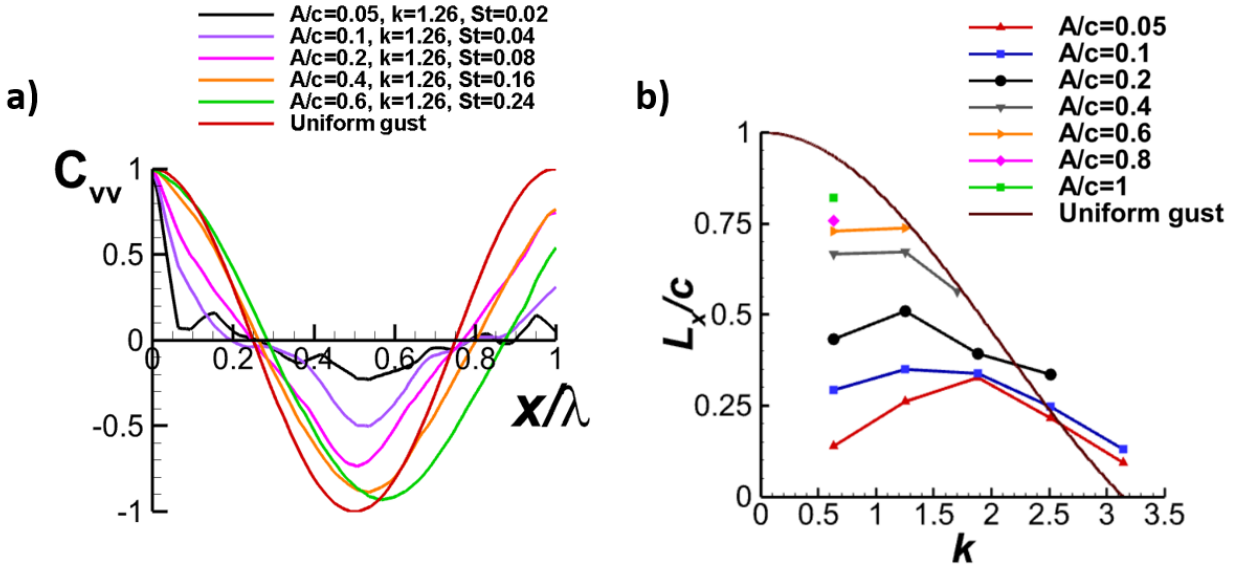 a)
A/c=0.05, k=1.26, St=0.02
A/c=0.1, k=1.26, St=0.04
A/c=0.2, k=1.26, St=0.08
A/c=0.4, k=1.26, St=0.16
A/c=0.6, k=1.26, St=0.24
Uniform gust
Cvv
1
0.5
0
-0.5
-1
0 0.2 0.4 0.6 0.8 1
x/λ
b)
A/c=0.05
A/c=0.1
A/c=0.2
A/c=0.4
A/c=0.6
A/c=0.8
A/c=1
Uniform gust
Lx/c
1
0.75
0.5
0.25
0
0 0.5 1 1.5 2 2.5 3 3.5
k